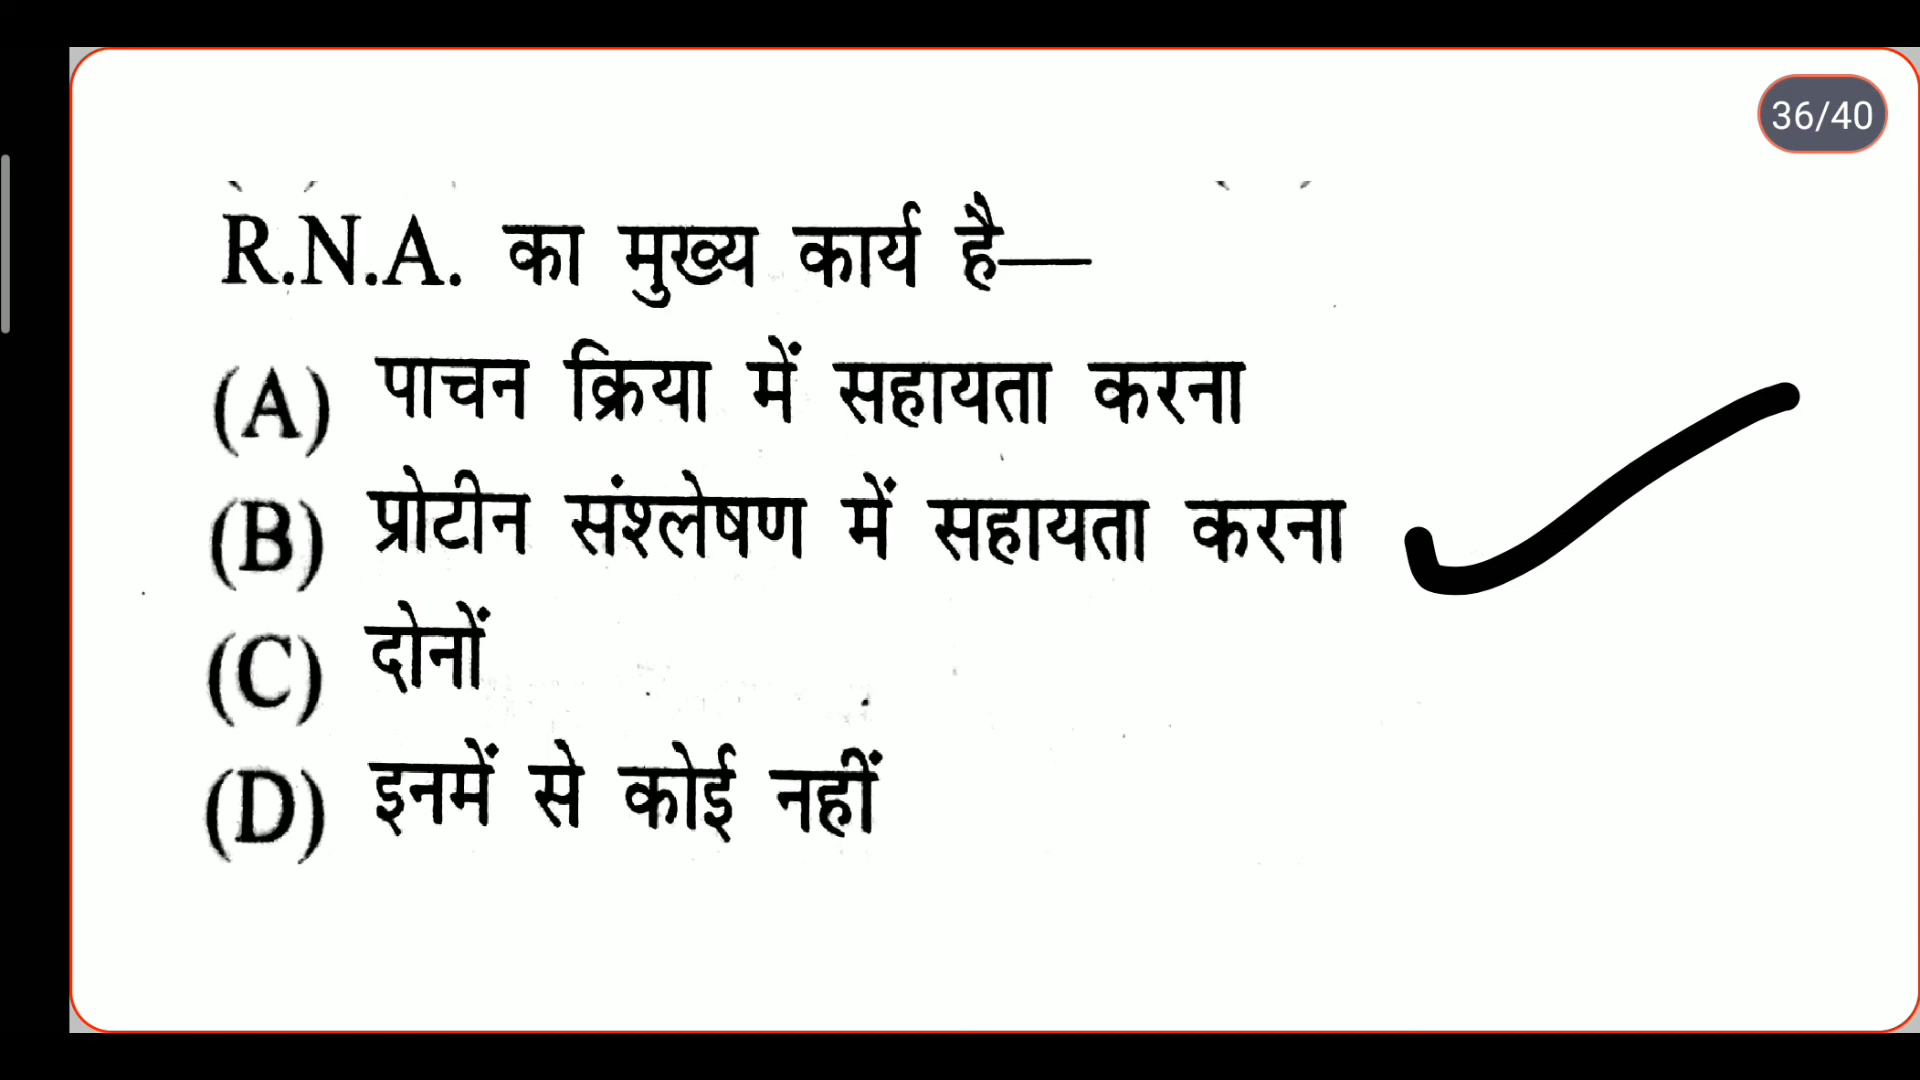 36/40
R.N.A. का मुख्य कार्य है—
(A) पाचन क्रिया में सहायता करना
(B) प्रोटीन संश्लेषण में सहायता करना
(C) दोनों
(D) इनमें से कोई नहीं